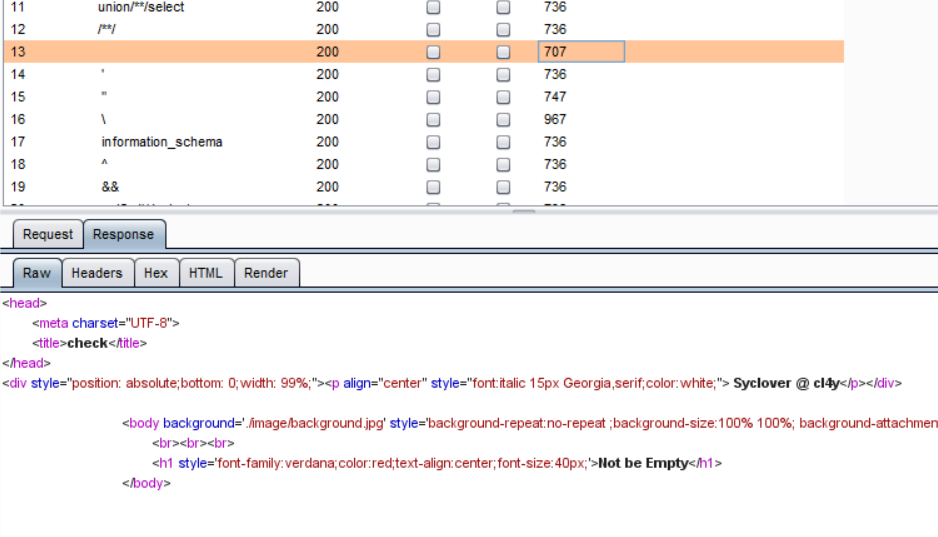 11 union/**/select 200 736
12 /**/ 200 736
13 200 707
14 ' 200 736
15 " 200 747
16 \ 200 967
17 information_schema 200 736
18 ^ 200 736
19 && 200 736
Request Response
Raw Headers Hex HTML Render
<head>
<meta charset="UTF-8">
<title>check</title>
</head>
<div style="position: absolute;bottom: 0;width: 99%;"><p align="center" style="font:italic 15px Georgia,serif;color:white;"> Syclover @ cl4y</p></div>
<body background='./image/background.jpg' style='background-repeat:no-repeat ;background-size:100% 100%; background-attachmen
<br><br><br>
<h1 style='font-family:verdana;color:red;text-align:center;font-size:40px;'>Not be Empty</h1>
</body>